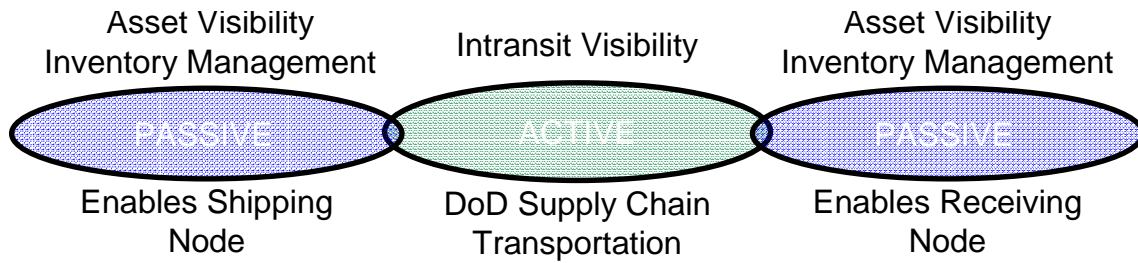 Asset Visibility
Inventory Management
PASSIVE
Enables Shipping
Node
Intransit Visibility
ACTIVE
DoD Supply Chain
Transportation
Asset Visibility
Inventory Management
PASSIVE
Enables Receiving
Node